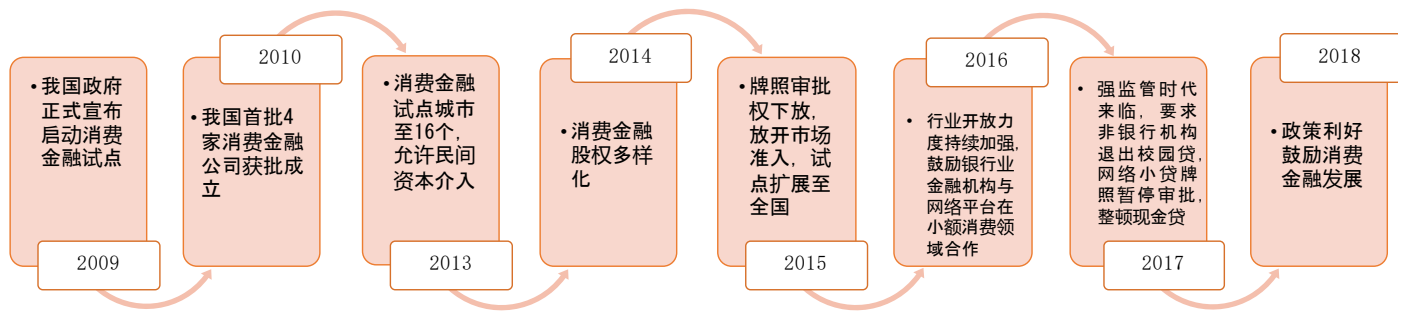 •我国政府
正式宣布
启动消费
金融试点
2009
2010
•我国首批4
家消费金融
公司获批成
立
•消费金融
试点城市
至16个，
允许民间
资本介入
2013
2014
•消费金融
股权多样
化
•牌照审批
权下放，
放开市场
准入，试
点扩展至
全国
2015
2016
• 行业开放力
度持续加强，
鼓励银行业
金融机构与
网络平台在
小额消费领
域合作
• 强监管时代
来临，要求
非银行机构
退出校园贷，
网络小贷牌
照暂停审批，
整顿现金贷
2017
2018
•政策利好
鼓励消费
金融发展